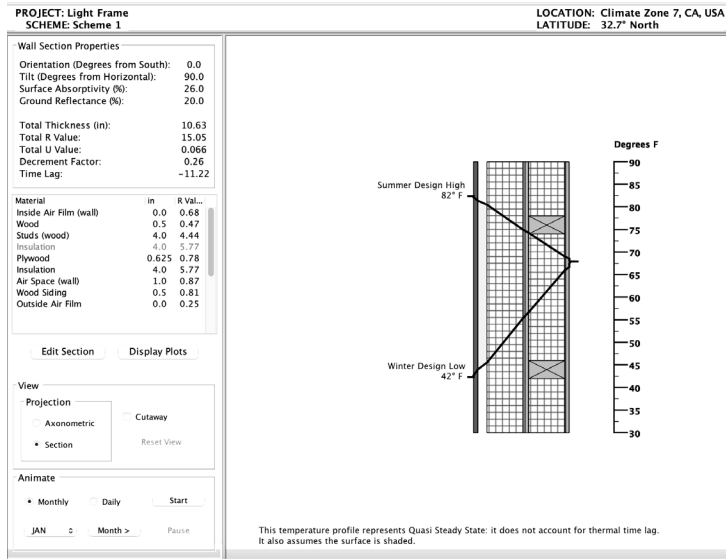 PROJECT: Light Frame
SCHEME: Scheme 1
LOCATION: Climate Zone 7, CA, USA
LATITUDE: 32.7° North
Wall Section Properties
Orientation (Degrees from South): 0.0
Tilt (Degrees from Horizontal): 90.0
Surface Absorptivity (%): 26.0
Ground Reflectance (%): 20.0
Total Thickness (in): 10.63
Total R Value: 15.05
Total U Value: 0.066
Decrement Factor: 0.26
Time Lag: -11.22
Material in R Val...
Inside Air Film (wall) 0.0 0.68
Wood 0.5 0.47
Studs (wood) 4.0 4.44
Insulation 4.0 5.77
Plywood 0.625 0.78
Insulation 4.0 5.77
Air Space (wall) 1.0 0.87
Wood Siding 0.5 0.81
Outside Air Film 0.0 0.25
Edit Section Display Plots
View
Projection
Axonometric
Section
Cutaway
Reset View
Animate
Monthly Daily Start
JAN Month > Pause
Summer Design High
82° F
Winter Design Low
42° F
Degrees F
90
85
80
75
70
65
60
55
50
45
40
35
30
This temperature profile represents Quasi Steady State: it does not account for thermal time lag.
It also assumes the surface is shaded.